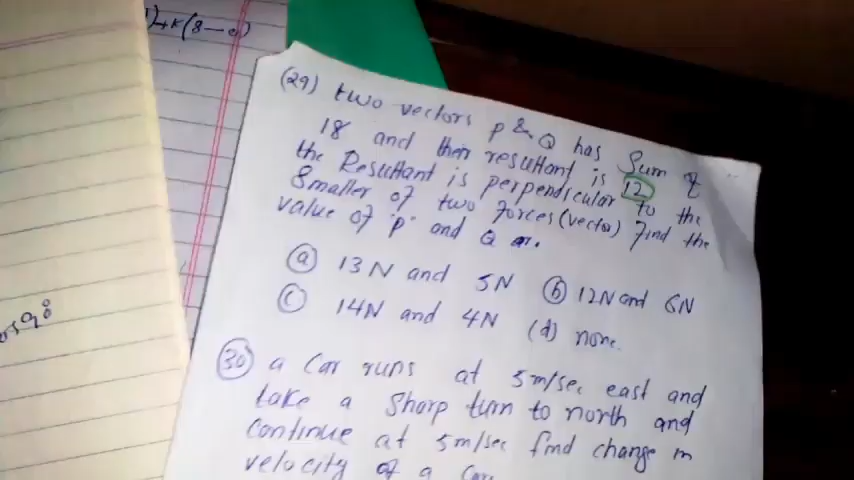 +K(8-
(29) two vectors P & Q has Sum of
18 and their resultant is 12
the Resultant is perpendicular to the
Smaller of two forces (vector) find the
value of 'P' and Q
(a) 13N and 5N (b) 12N and 6N
(c) 14N and 4N (d) none.
(30) a Car runs at 5m/sec east and
take a Sharp turn to north and
continue at 5m/sec find change in
velocity of a Car